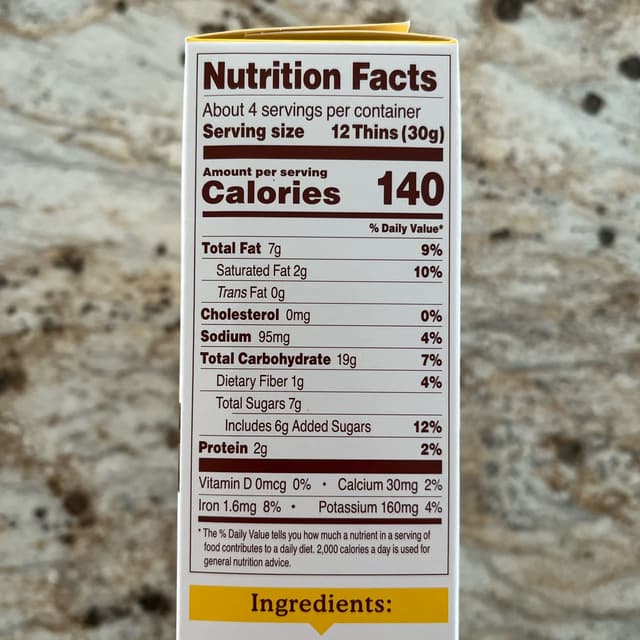 Nutrition Facts
About 4 servings per container
Serving size 12 Thins (30g)
Amount per serving
Calories 140
% Daily Value*
Total Fat 7g 9%
Saturated Fat 2g 10%
Trans Fat 0g
Cholesterol 0mg 0%
Sodium 95mg 4%
Total Carbohydrate 19g 7%
Dietary Fiber 1g 4%
Total Sugars 7g
Includes 6g Added Sugars 12%
Protein 2g 2%
Vitamin D 0mcg 0% • Calcium 30mg 2%
Iron 1.6mg 8% • Potassium 160mg 4%
* The % Daily Value tells you how much a nutrient in a serving of
food contributes to a daily diet. 2,000 calories a day is used for
general nutrition advice.
Ingredients: